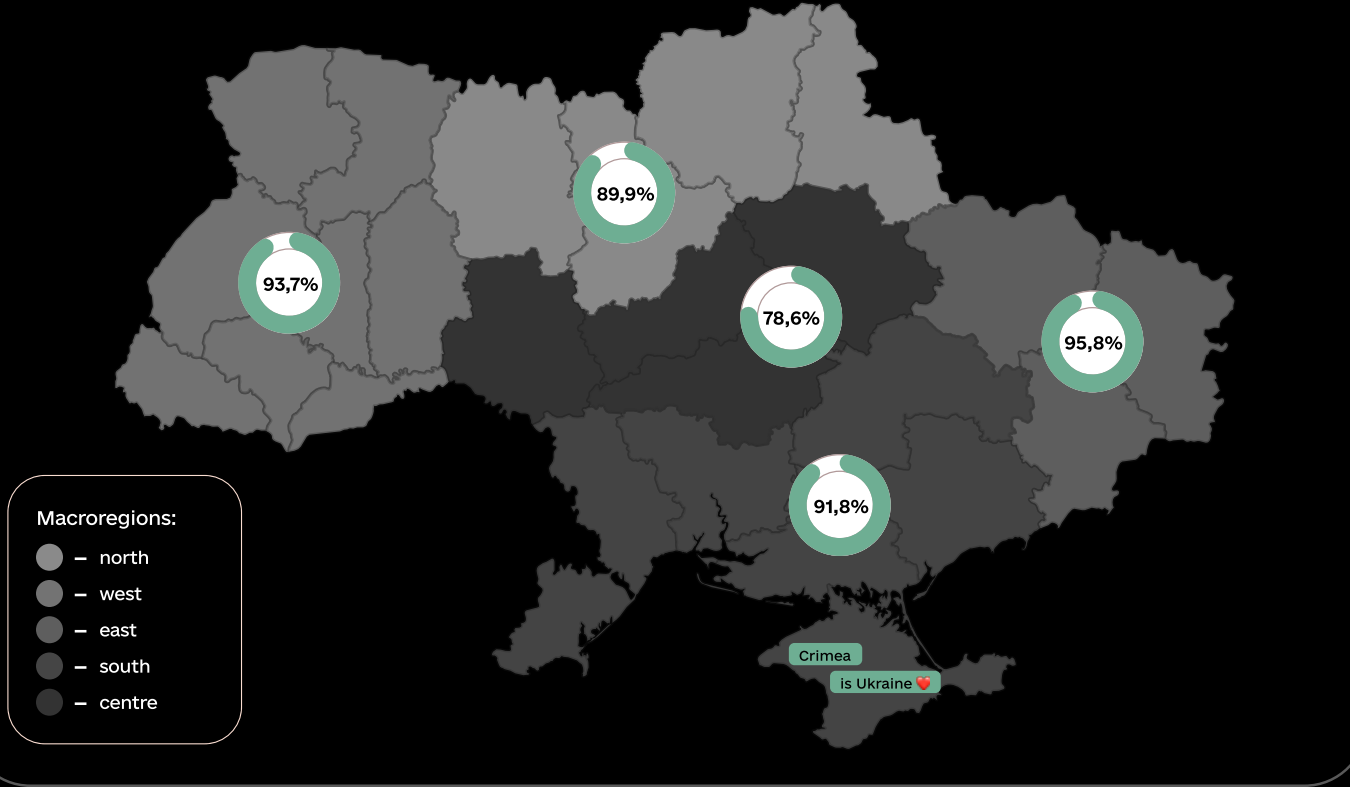 89,9%
93,7%
78,6%
95,8%
91,8%
Macroregions:
– north
– west
– east
– south
– centre
Crimea
is Ukraine ❤️